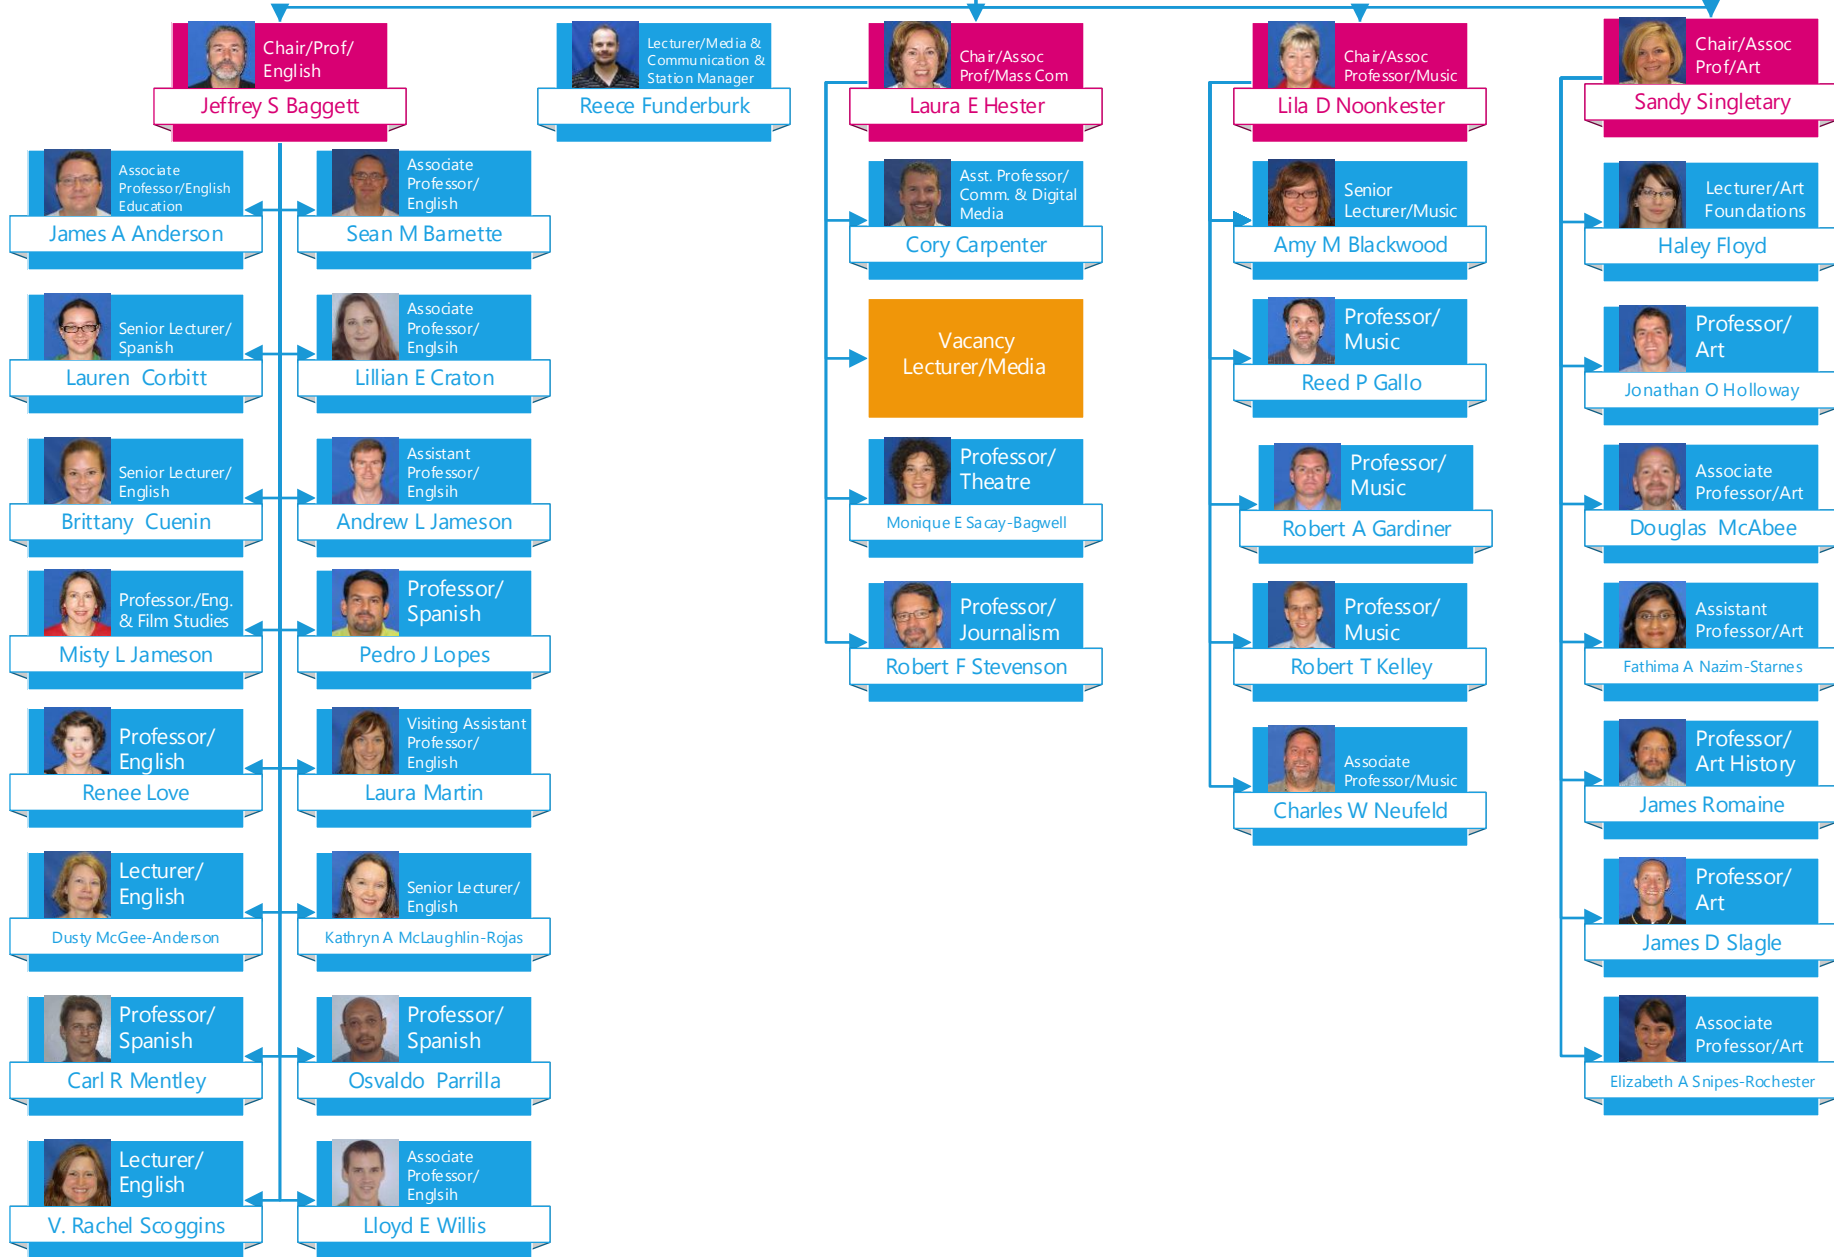 Chair/Prof/
English
Jeffrey S Baggett
Lecturer/Media &
Communication &
Station Manager
Reece Funderburk
Chair/Assoc
Prof/Mass Com
Laura E Hester
Chair/Assoc
Professor/Music
Lila D Noonkester
Chair/Assoc
Prof/Art
Sandy Singletary
Associate
Professor/English
Education
James A Anderson
Associate
Professor/
English
Sean M Barnette
Senior Lecturer/
Spanish
Lauren Corbitt
Associate
Professor/
Englsih
Lillian E Craton
Senior Lecturer/
English
Brittany Cuenin
Assistant
Professor/
Englsih
Andrew L Jameson
Professor./Eng.
& Film Studies
Misty L Jameson
Professor/
Spanish
Pedro J Lopes
Professor/
English
Renee Love
Visiting Assistant
Professor/
English
Laura Martin
Lecturer/
English
Dusty McGee-Anderson
Senior Lecturer/
English
Kathryn A McLaughlin-Rojas
Professor/
Spanish
Carl R Mentley
Professor/
Spanish
Osvaldo Parrilla
Lecturer/
English
V. Rachel Scoggins
Associate
Professor/
Englsih
Lloyd E Willis
Asst. Professor/
Comm. & Digital
Media
Cory Carpenter
Vacancy
Lecturer/Media
Professor/
Theatre
Monique E Sacay-Bagwell
Professor/
Journalism
Robert F Stevenson
Senior
Lecturer/Music
Amy M Blackwood
Professor/
Music
Reed P Gallo
Professor/
Music
Robert A Gardiner
Professor/
Music
Robert T Kelley
Associate
Professor/Music
Charles W Neufeld
Lecturer/Art
Foundations
Haley Floyd
Professor/
Art
Jonathan O Holloway
Associate
Professor/Art
Douglas McAbee
Assistant
Professor/Art
Fathima A Nazim-Starnes
Professor/
Art History
James Romaine
Professor/
Art
James D Slagle
Associate
Professor/Art
Elizabeth A Snipes-Rochester